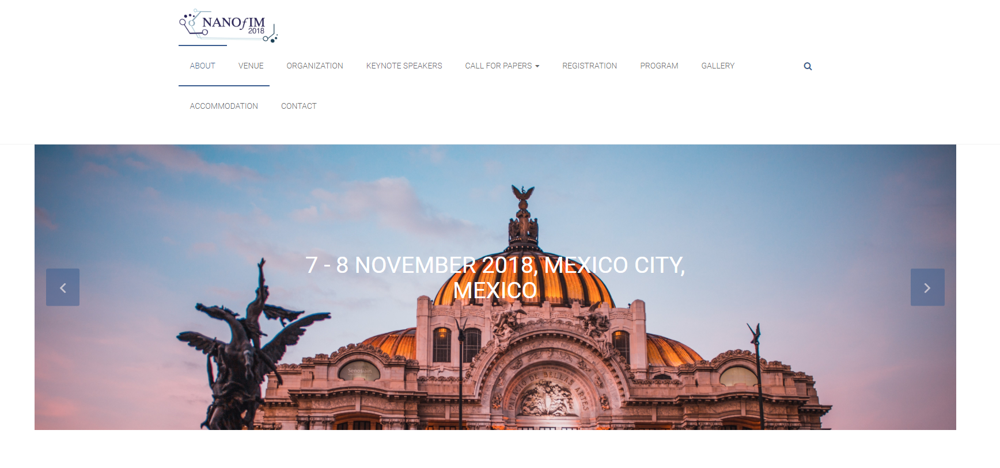 NANOfIM
2018
ABOUT VENUE ORGANIZATION KEYNOTE SPEAKERS CALL FOR PAPERS REGISTRATION PROGRAM GALLERY
ACCOMMODATION CONTACT
7 - 8 NOVEMBER 2018, MEXICO CITY,
MEXICO
Senosiain
PALACIO DE BELLAS ARTES